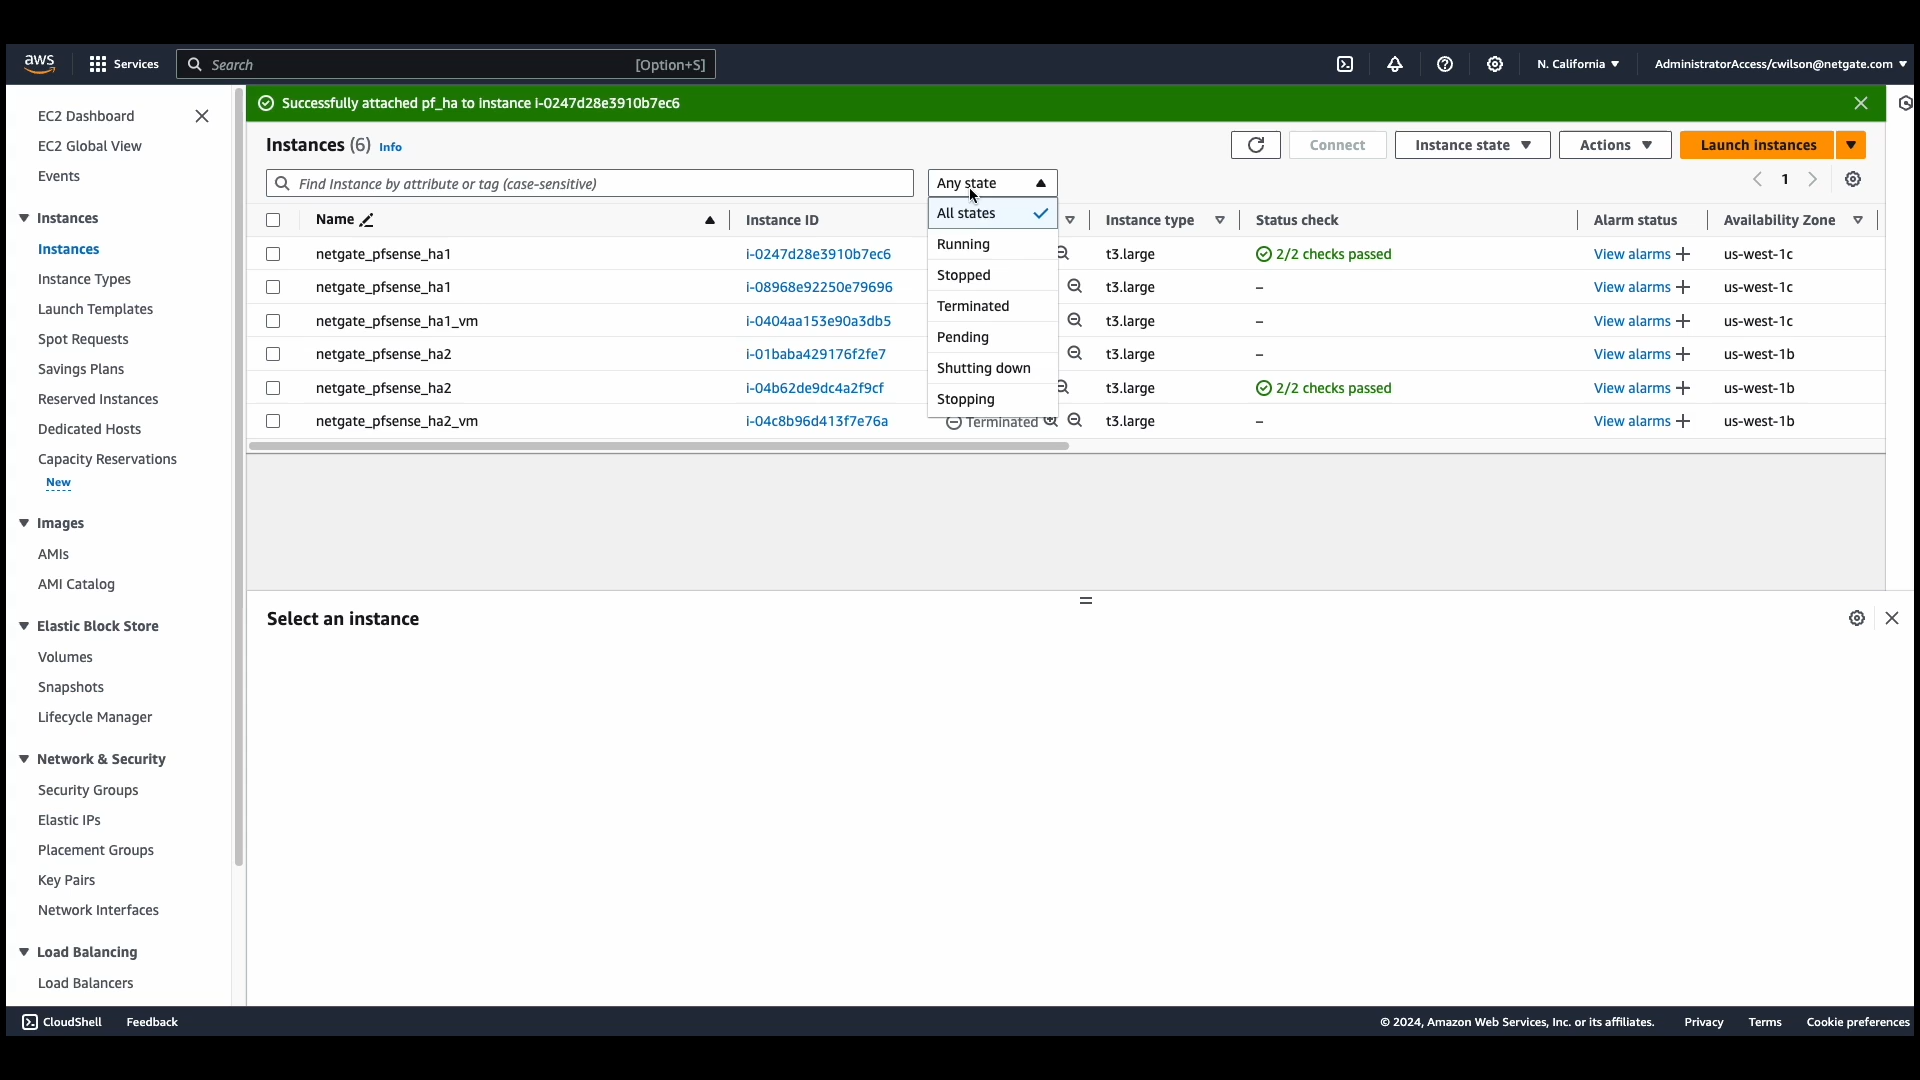 aws
Services
Search
[Option+S]
N. California
AdministratorAccess/cwilson@netgate.com
EC2 Dashboard
EC2 Global View
Events
Instances
Instances
Instance Types
Launch Templates
Spot Requests
Savings Plans
Reserved Instances
Dedicated Hosts
Capacity Reservations
New
Images
AMIs
AMI Catalog
Elastic Block Store
Volumes
Snapshots
Lifecycle Manager
Network & Security
Security Groups
Elastic IPs
Placement Groups
Key Pairs
Network Interfaces
Load Balancing
Load Balancers
Successfully attached pf_ha to instance i-0247d28e3910b7ec6
Instances (6) Info
Connect
Instance state
Actions
Launch instances
Find Instance by attribute or tag (case-sensitive)
Any state
1
All states
Running
Stopped
Terminated
Pending
Shutting down
Stopping
Name Instance ID Instance type Status check Alarm status Availability Zone
netgate_pfsense_ha1 i-0247d28e3910b7ec6 t3.large 2/2 checks passed View alarms + us-west-1c
netgate_pfsense_ha1 i-08968e92250e79696 t3.large – View alarms + us-west-1c
netgate_pfsense_ha1_vm i-0404aa153e90a3db5 t3.large – View alarms + us-west-1c
netgate_pfsense_ha2 i-01baba429176f2fe7 t3.large – View alarms + us-west-1b
netgate_pfsense_ha2 i-04b62de9dc4a2f9cf t3.large 2/2 checks passed View alarms + us-west-1b
netgate_pfsense_ha2_vm i-04c8b96d413f7e76a Terminated t3.large – View alarms + us-west-1b
Select an instance
CloudShell
Feedback
© 2024, Amazon Web Services, Inc. or its affiliates.
Privacy
Terms
Cookie preferences